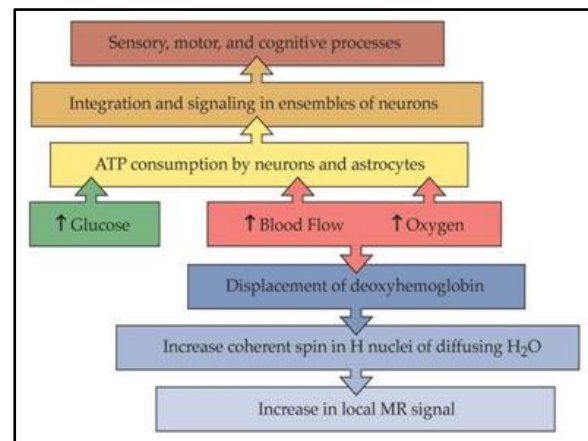 Sensory, motor, and cognitive processes
Integration and signaling in ensembles of neurons
ATP consumption by neurons and astrocytes
↑ Glucose
↑ Blood Flow
↑ Oxygen
Displacement of deoxyhemoglobin
Increase coherent spin in H nuclei of diffusing H₂O
Increase in local MR signal